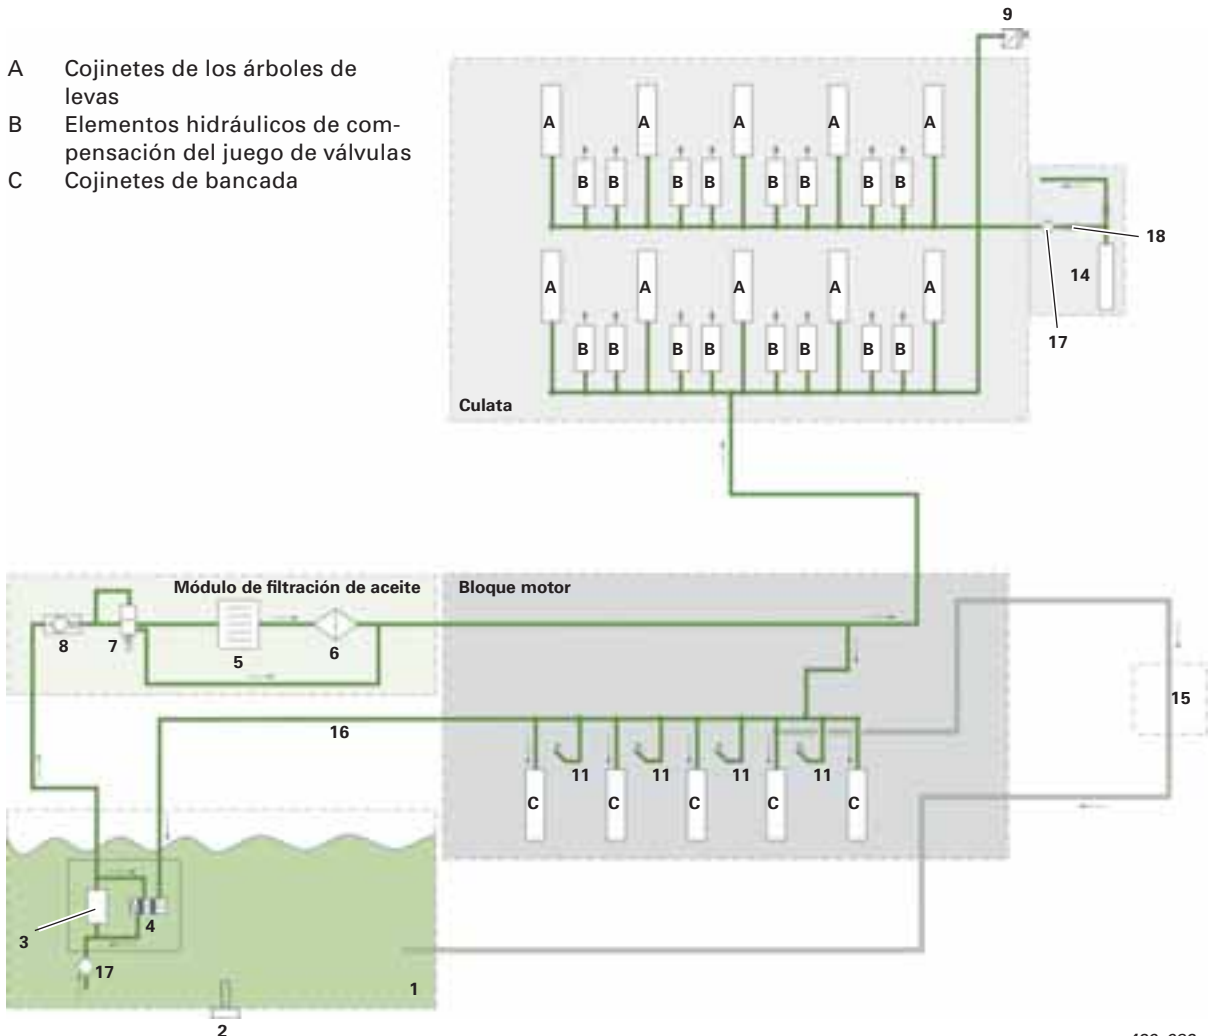 9
A Cojinetes de los árboles de
levas
B Elementos hidráulicos de com-
pensación del juego de válvulas
C Cojinetes de bancada
A A A A A
B B B B B B B B
18
14
17
A A A A A
B B B B B B B B
Culata
Módulo de filtración de aceite
Bloque motor
8 7 5 6
15
16
11 11 11 11
C C C C C
3
4
17
1
2